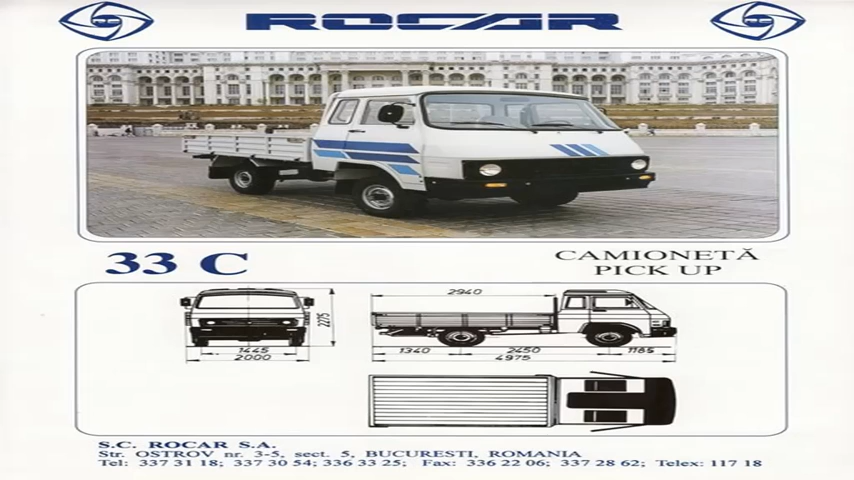 ROCAR
33 C
CAMIONETĂ
PICK UP
2275
1445
2000
2940
1340 2450 1185
4975
S.C. ROCAR S.A.
Str. OSTROV nr. 3-5, sect. 5, BUCURESTI, ROMANIA
Tel: 337 31 18; 337 30 54; 336 33 25; Fax: 336 22 06; 337 28 62; Telex: 117 18